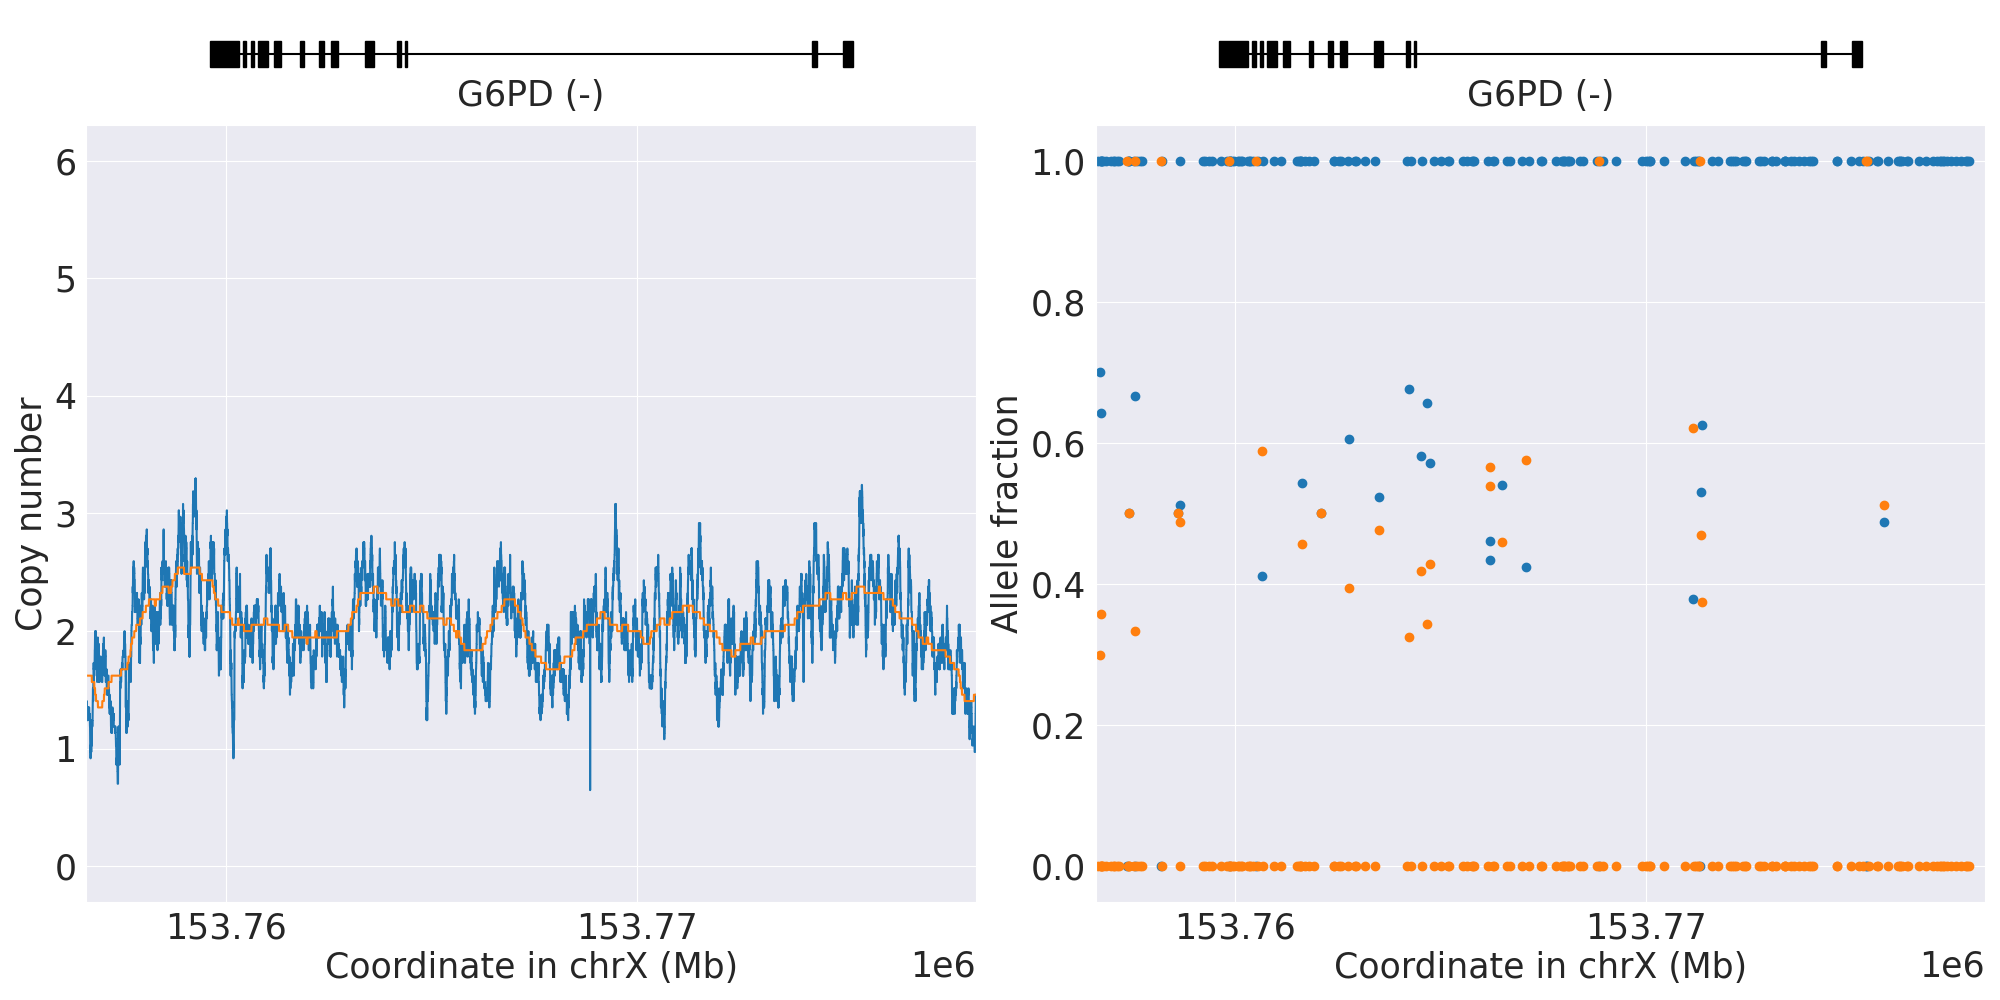 G6PD (-)
Copy number
6
5
4
3
2
1
0
153.76
153.77
Coordinate in chrX (Mb)
1e6
G6PD (-)
Allele fraction
1.0
0.8
0.6
0.4
0.2
0.0
153.76
153.77
Coordinate in chrX (Mb)
1e6